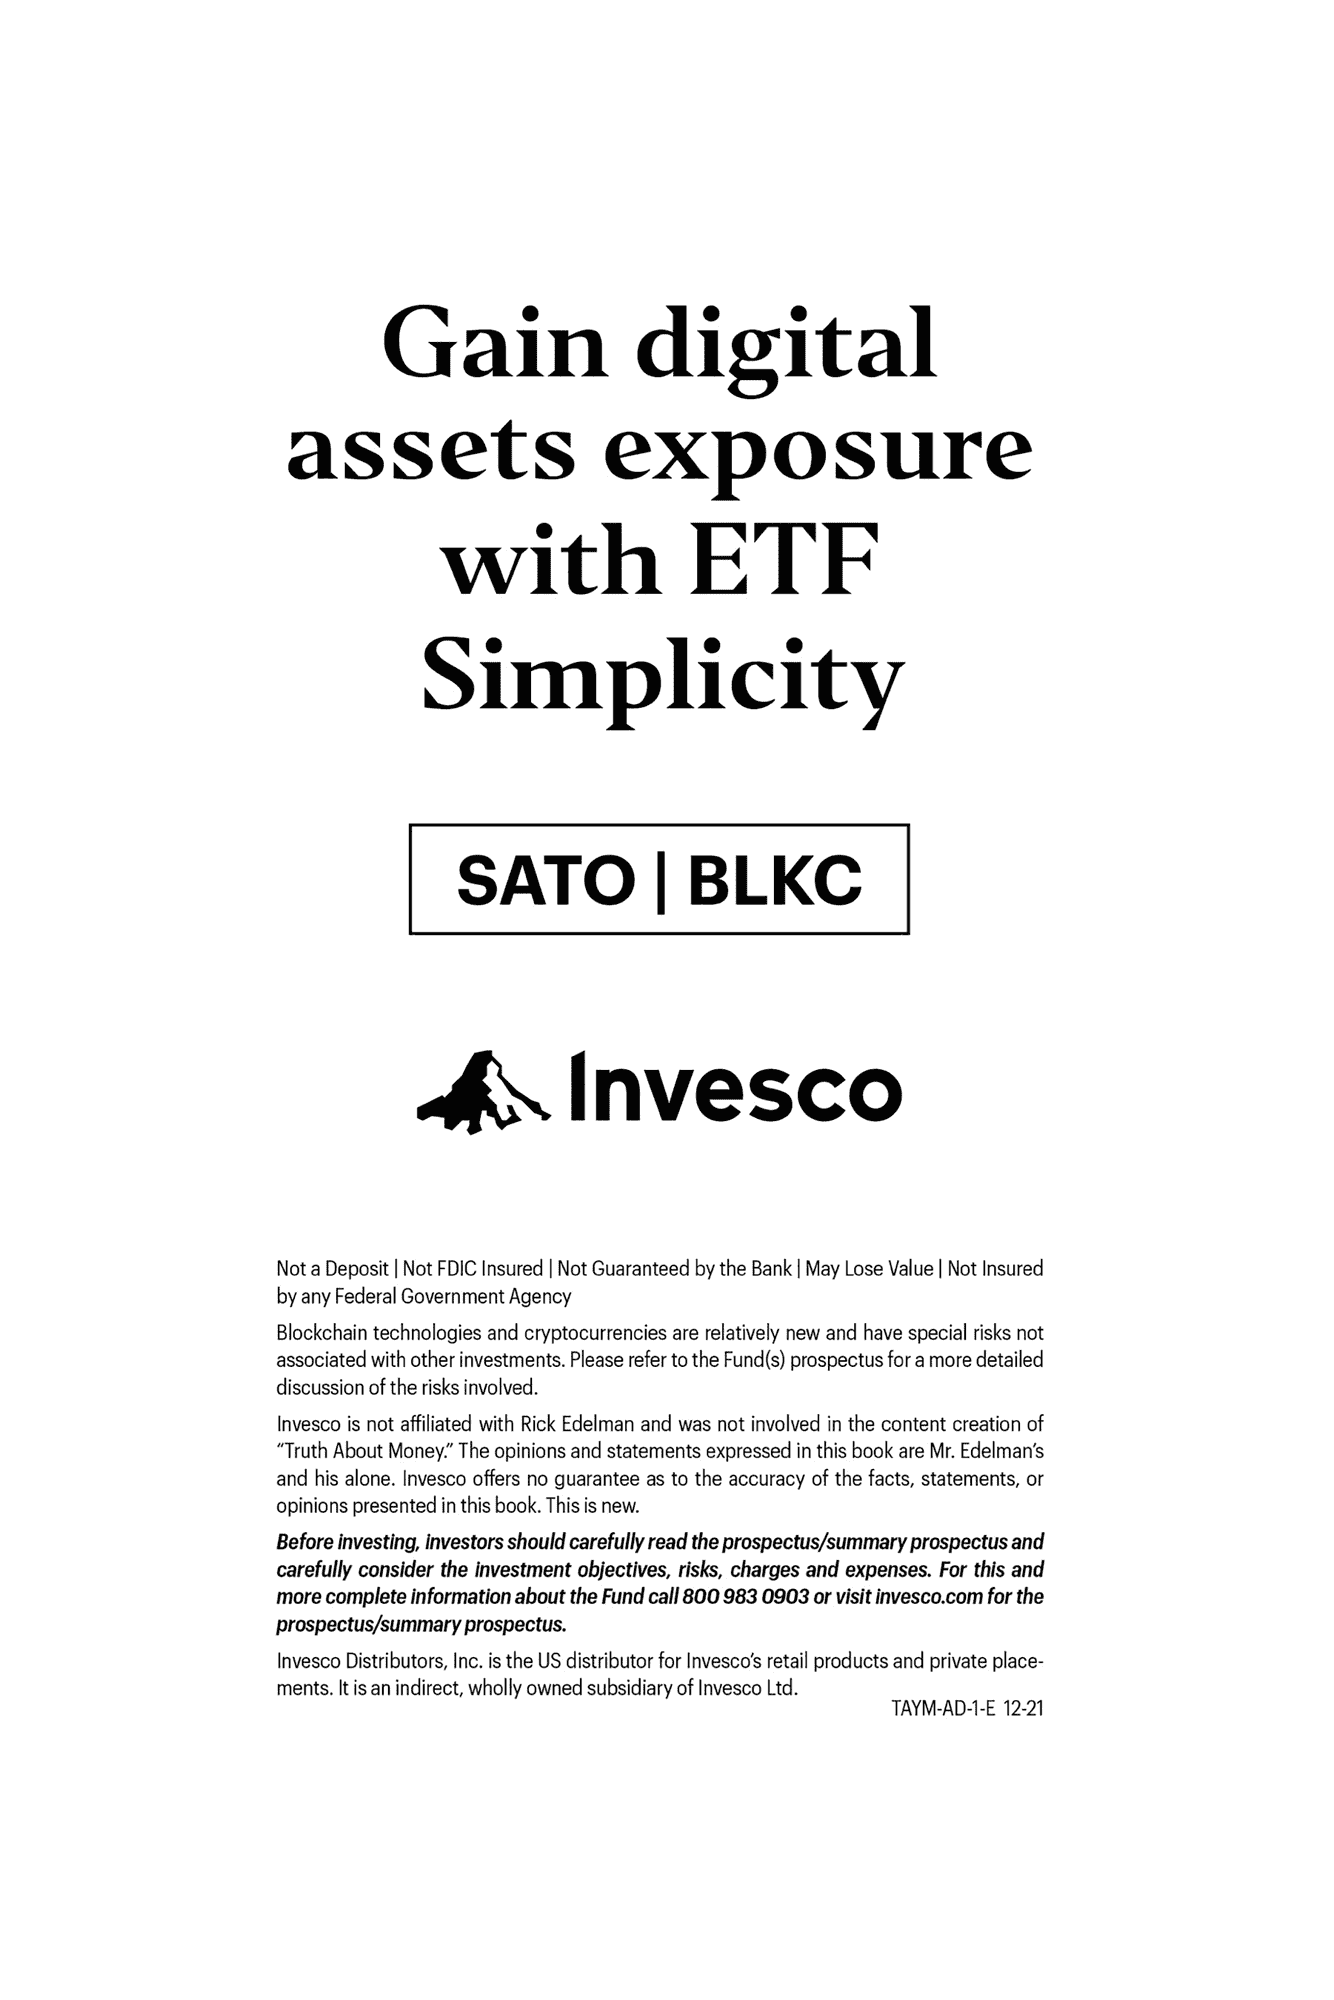 Gain digital
assets exposure
with ETF
Simplicity
SATO | BLKC
Invesco
Not a Deposit | Not FDIC Insured | Not Guaranteed by the Bank | May Lose Value | Not Insured
by any Federal Government Agency
Blockchain technologies and cryptocurrencies are relatively new and have special risks not
associated with other investments. Please refer to the Fund(s) prospectus for a more detailed
discussion of the risks involved.
Invesco is not affiliated with Rick Edelman and was not involved in the content creation of
“Truth About Money.” The opinions and statements expressed in this book are Mr. Edelman’s
and his alone. Invesco offers no guarantee as to the accuracy of the facts, statements, or
opinions presented in this book. This is new.
Before investing, investors should carefully read the prospectus/summary prospectus and
carefully consider the investment objectives, risks, charges and expenses. For this and
more complete information about the Fund call 800 983 0903 or visit invesco.com for the
prospectus/summary prospectus.
Invesco Distributors, Inc. is the US distributor for Invesco’s retail products and private place-
ments. It is an indirect, wholly owned subsidiary of Invesco Ltd.
TAYM-AD-1-E 12-21